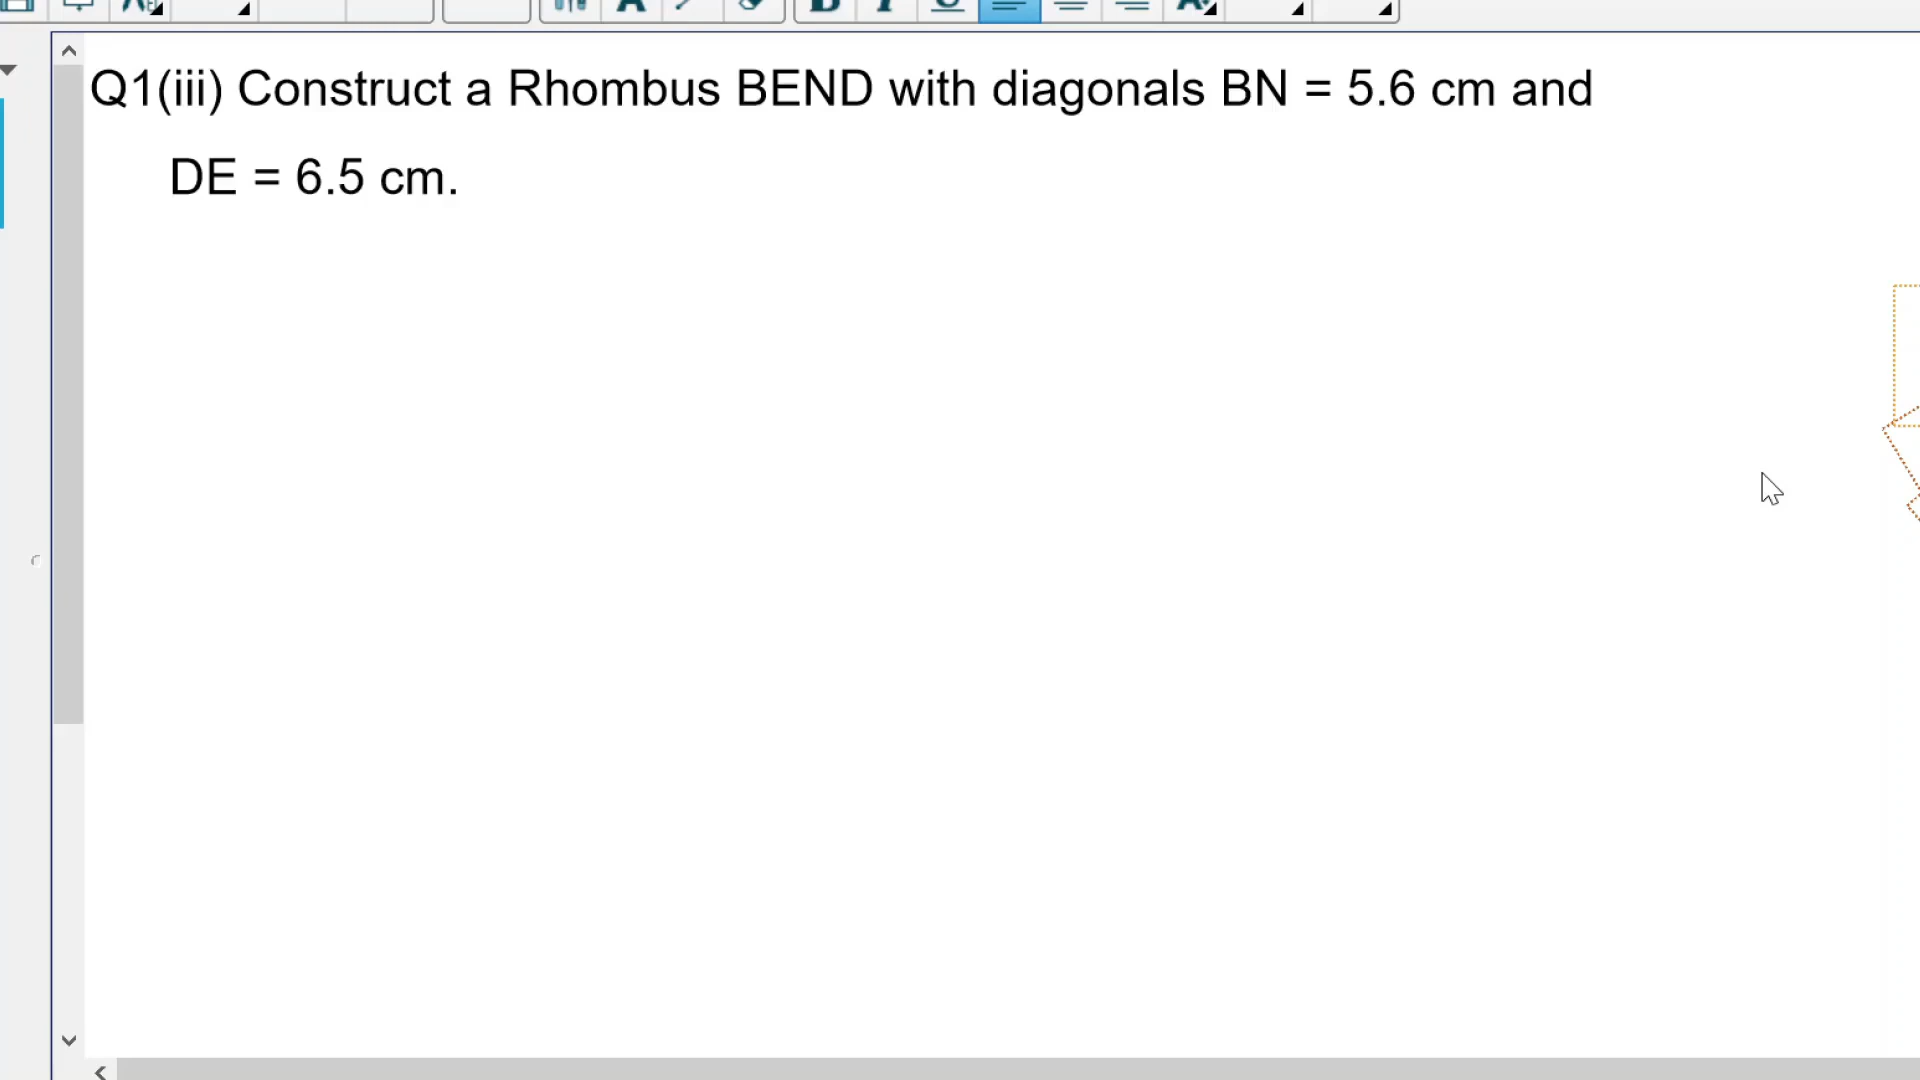 Q1(iii) Construct a Rhombus BEND with diagonals BN = 5.6 cm and
DE = 6.5 cm.